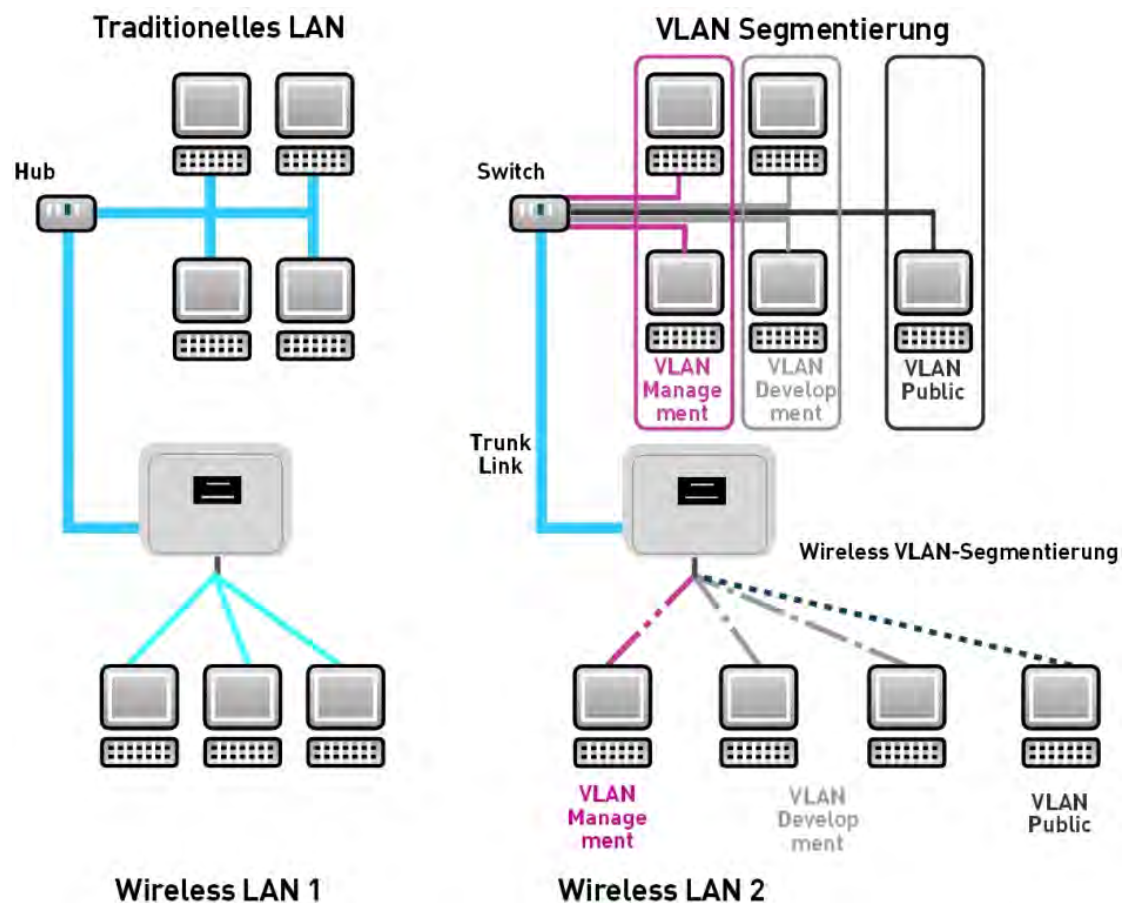 Traditionelles LAN
VLAN Segmentierung
Hub
Switch
VLAN
Manage
ment
VLAN
Develop
ment
VLAN
Public
Trunk
Link
Wireless VLAN-Segmentierung
VLAN
Manage
ment
VLAN
Develop
ment
VLAN
Public
Wireless LAN 1
Wireless LAN 2